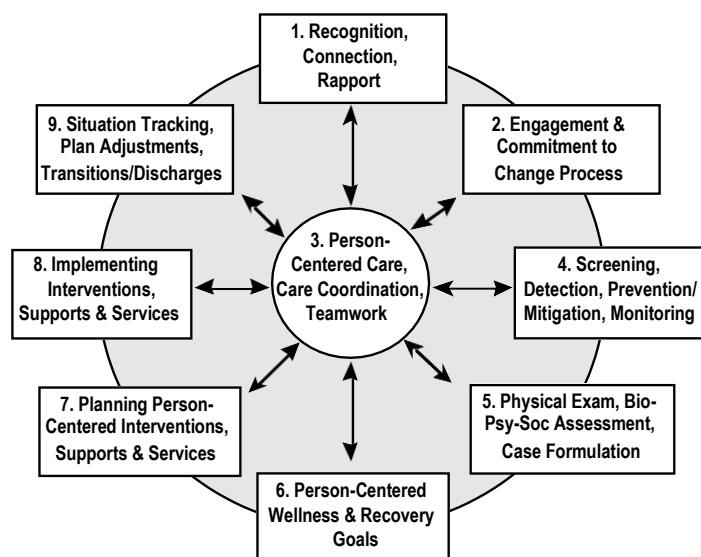 1. Recognition,
Connection,
Rapport
2. Engagement &
Commitment to
Change Process
3. Person-
Centered Care,
Care Coordination,
Teamwork
4. Screening,
Detection, Prevention/
Mitigation, Monitoring
5. Physical Exam, Bio-
Psy-Soc Assessment,
Case Formulation
6. Person-Centered
Wellness & Recovery
Goals
7. Planning Person-
Centered Interventions,
Supports & Services
8. Implementing
Interventions,
Supports & Services
9. Situation Tracking,
Plan Adjustments,
Transitions/Discharges